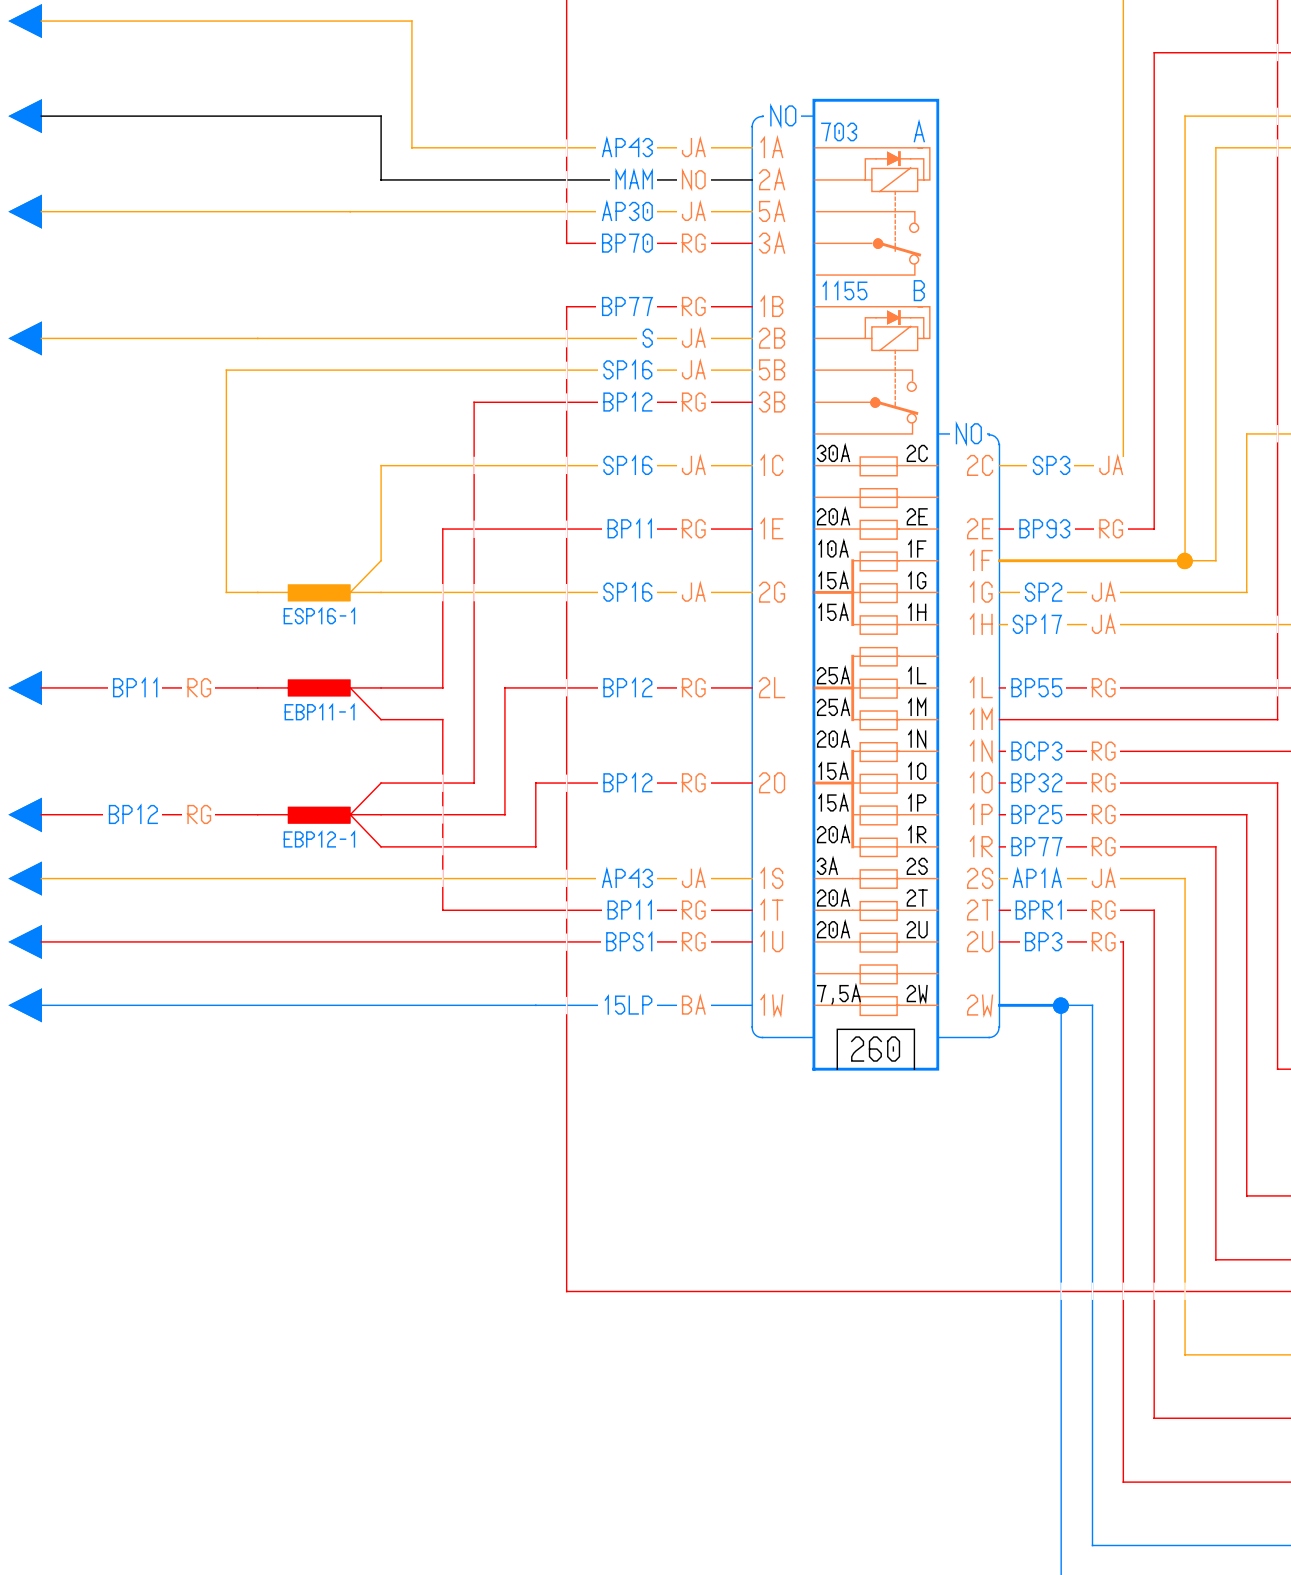 NO
703 A
AP43 JA 1A
MAM NO 2A
AP30 JA 5A
BP70 RG 3A
1155 B
BP77 RG 1B
S JA 2B
SP16 JA 5B
BP12 RG 3B
NO
30A 2C
SP16 JA 1C 2C SP3 JA
20A 2E
BP11 RG 1E 2E BP93 RG
10A 1F
1F
15A 1G
SP16 JA 2G 1G SP2 JA
ESP16-1
15A 1H
1H SP17 JA
25A 1L
BP11 RG BP12 RG 2L 1L BP55 RG
EBP11-1
25A 1M
1M
20A 1N
1N BCP3 RG
15A 1O
BP12 RG 2O 1O BP32 RG
15A 1P
BP12 RG 1P BP25 RG
EBP12-1
20A 1R
1R BP77 RG
3A 2S
AP43 JA 1S 2S AP1A JA
20A 2T
BP11 RG 1T 2T BPR1 RG
20A 2U
BPS1 RG 1U 2U BP3 RG
7,5A 2W
15LP BA 1W 2W
260